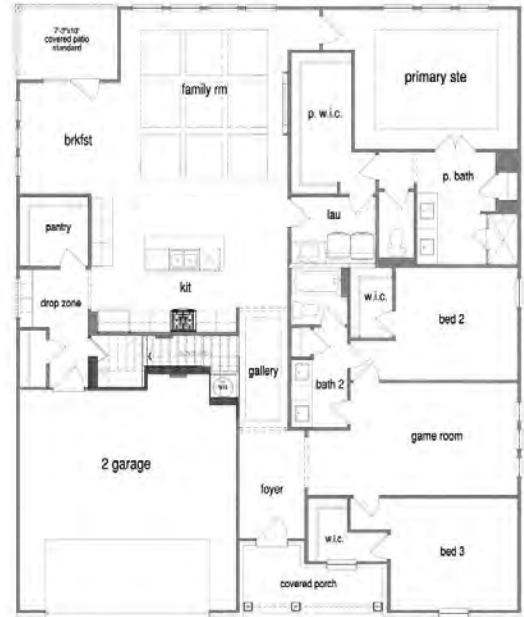 7'-3"x10'
covered patio
standard
family rm
primary ste
p. w.i.c.
brkfst
p. bath
pantry
lau
drop zone
kit
w.i.c.
bed 2
gallery
bath 2
game room
2 garage
foyer
w.i.c.
bed 3
covered porch